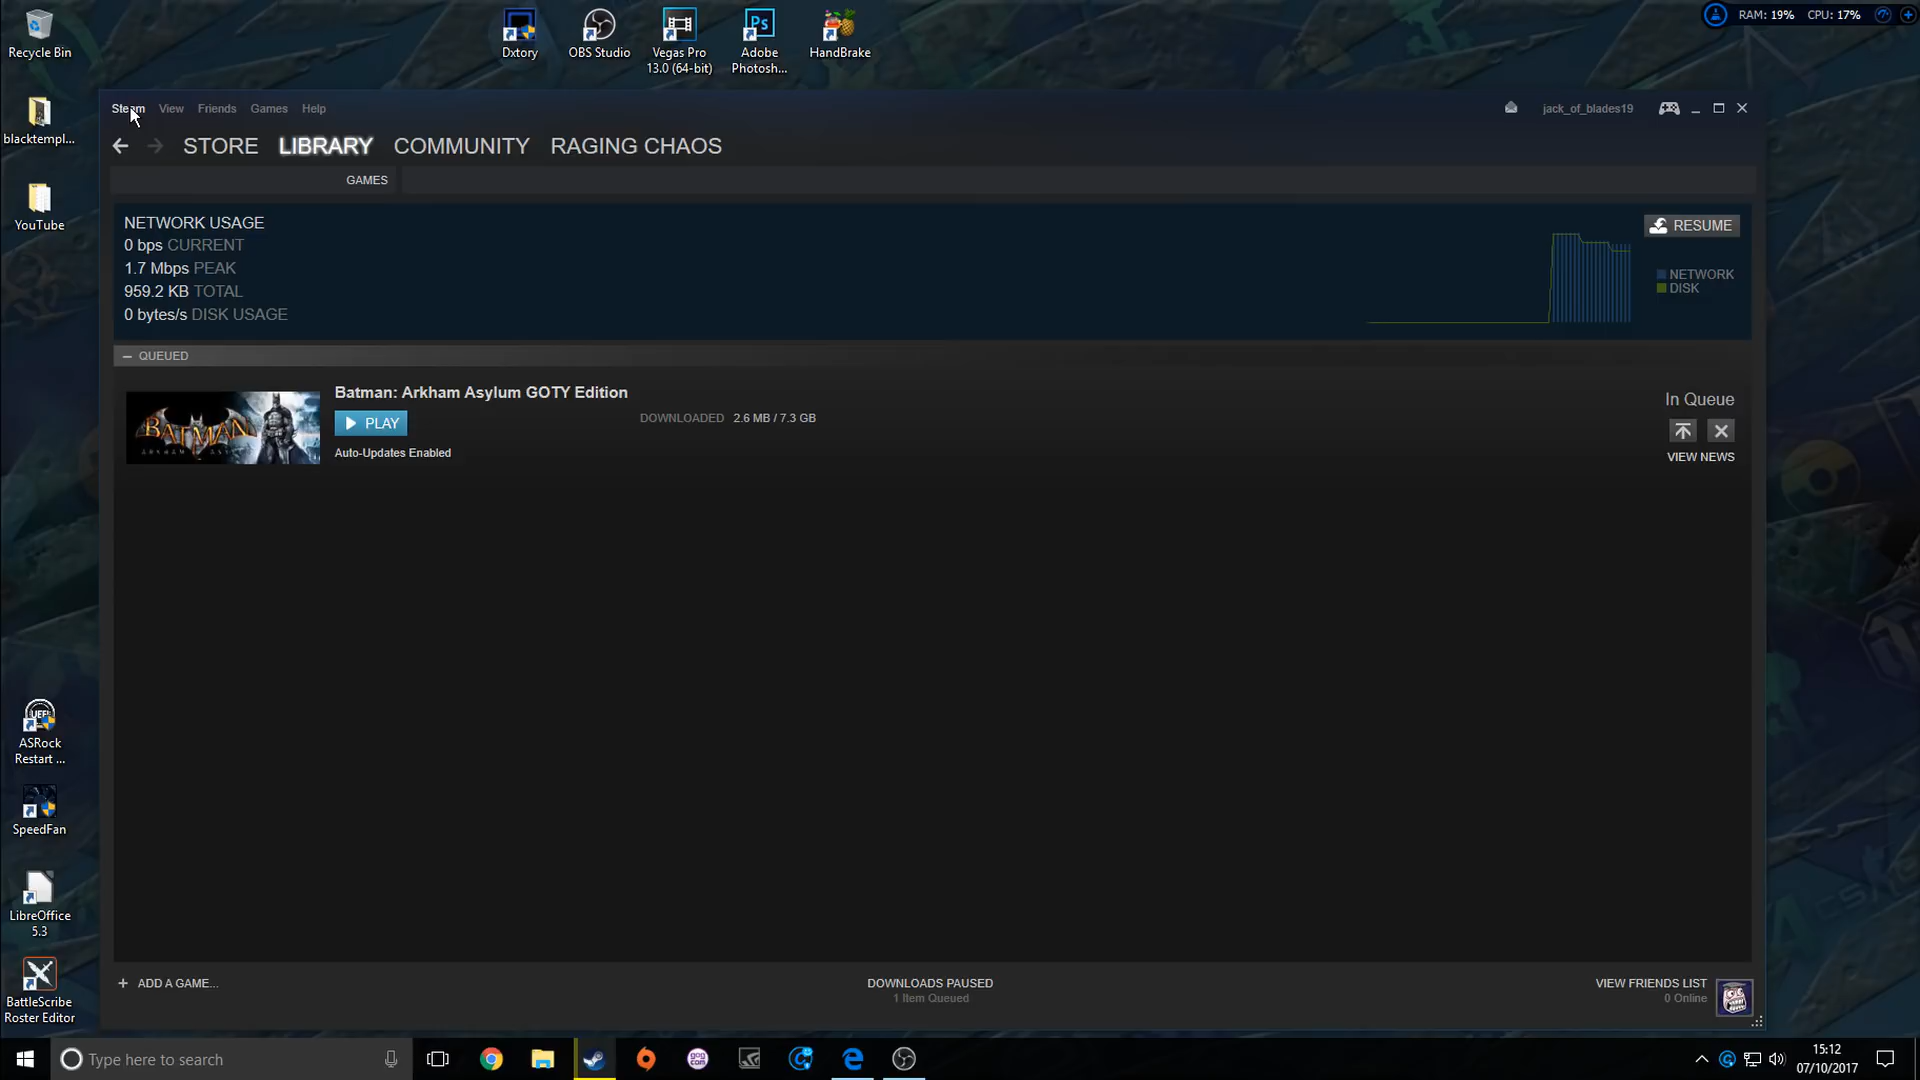 Recycle Bin
Dxtory
OBS Studio
Vegas Pro
13.0 (64-bit)
Adobe
Photosh...
HandBrake
RAM: 19% CPU: 17%
blacktempl...
YouTube
ASRock
Restart ...
SpeedFan
LibreOffice
5.3
BattleScribe
Roster Editor
Steam View Friends Games Help
jack_of_blades19
STORE LIBRARY COMMUNITY RAGING CHAOS
GAMES
NETWORK USAGE
0 bps CURRENT
1.7 Mbps PEAK
959.2 KB TOTAL
0 bytes/s DISK USAGE
RESUME
NETWORK
DISK
QUEUED
BATMAN
ARKHAM ASYLUM
Batman: Arkham Asylum GOTY Edition
PLAY
DOWNLOADED 2.6 MB / 7.3 GB
Auto-Updates Enabled
In Queue
VIEW NEWS
+ ADD A GAME...
DOWNLOADS PAUSED
1 Item Queued
VIEW FRIENDS LIST
0 Online
Type here to search
gog
com
15:12
07/10/2017